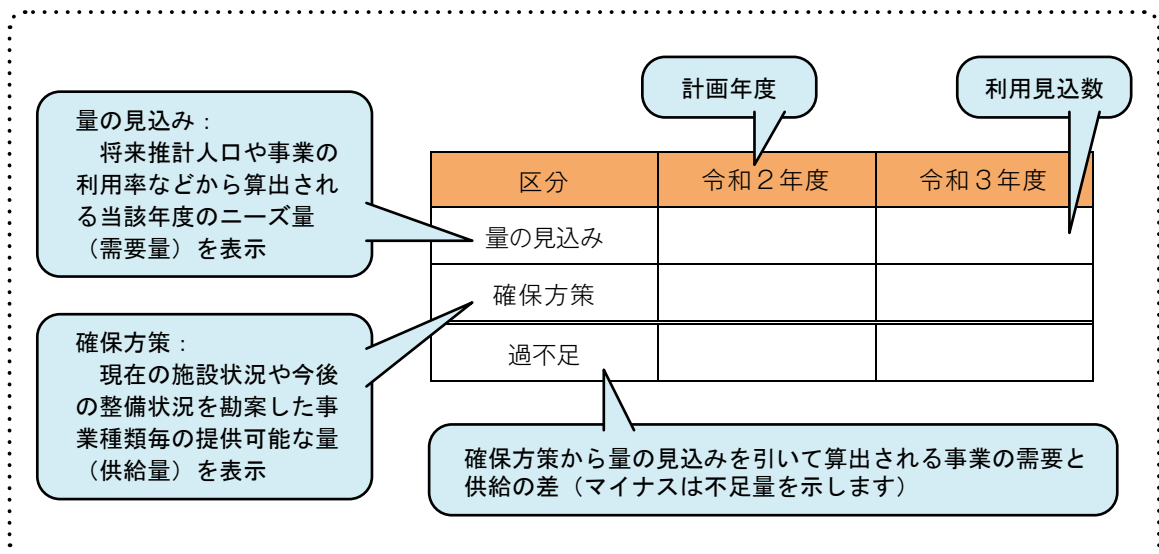 計画年度
利用見込数
量の見込み：
　将来推計人口や事業の
利用率などから算出され
る当該年度のニーズ量
（需要量）を表示
区分 令和２年度 令和３年度
量の見込み
確保方策
過不足
確保方策：
　現在の施設状況や今後
の整備状況を勘案した事
業種類毎の提供可能な量
（供給量）を表示
確保方策から量の見込みを引いて算出される事業の需要と
供給の差（マイナスは不足量を示します）